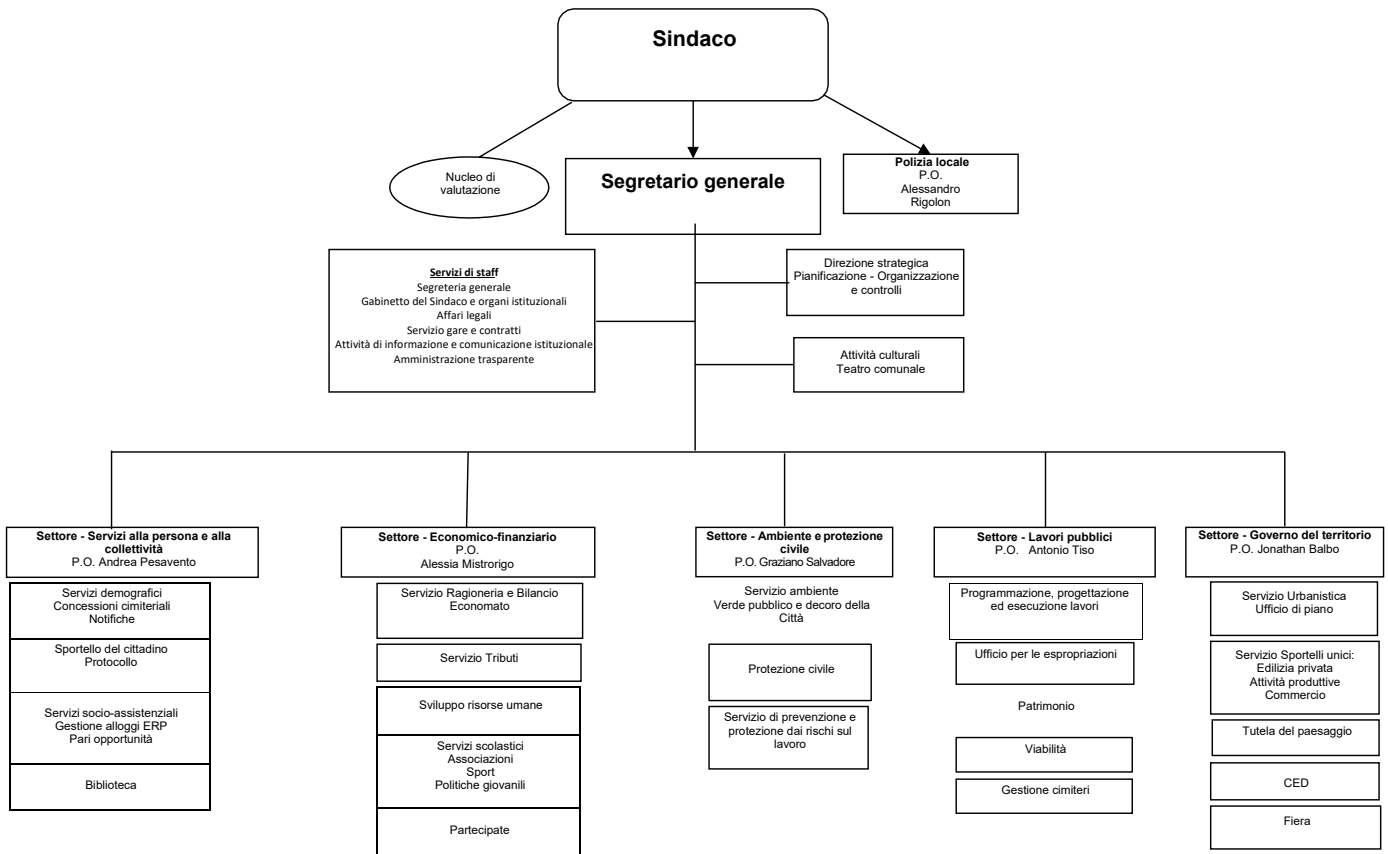 Sindaco
Nucleo di
valutazione
Segretario generale
Polizia locale
P.O.
Alessandro
Rigolon
Servizi di staff
Segreteria generale
Gabinetto del Sindaco e organi istituzionali
Affari legali
Servizio gare e contratti
Attività di informazione e comunicazione istituzionale
Amministrazione trasparente
Direzione strategica
Pianificazione - Organizzazione
e controlli
Attività culturali
Teatro comunale
Settore - Servizi alla persona e alla
collettività
P.O. Andrea Pesavento
Servizi demografici
Concessioni cimiteriali
Notifiche
Sportello del cittadino
Protocollo
Servizi socio-assistenziali
Gestione alloggi ERP
Pari opportunità
Biblioteca
Settore - Economico-finanziario
P.O.
Alessia Mistrorigo
Servizio Ragioneria e Bilancio
Economato
Servizio Tributi
Sviluppo risorse umane
Servizi scolastici
Associazioni
Sport
Politiche giovanili
Partecipate
Settore - Ambiente e protezione
civile
P.O. Graziano Salvadore
Servizio ambiente
Verde pubblico e decoro della
Città
Protezione civile
Servizio di prevenzione e
protezione dai rischi sul
lavoro
Settore - Lavori pubblici
P.O. Antonio Tiso
Programmazione, progettazione
ed esecuzione lavori
Ufficio per le espropriazioni
Patrimonio
Viabilità
Gestione cimiteri
Settore - Governo del territorio
P.O. Jonathan Balbo
Servizio Urbanistica
Ufficio di piano
Servizio Sportelli unici:
Edilizia privata
Attività produttive
Commercio
Tutela del paesaggio
CED
Fiera